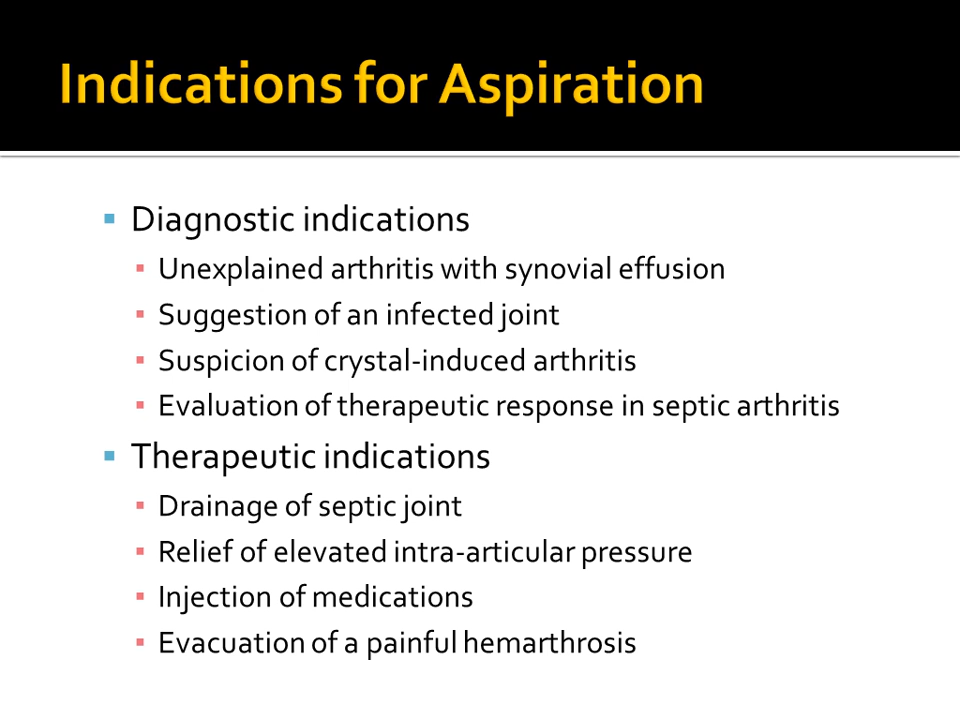 Indications for Aspiration
Diagnostic indications
Unexplained arthritis with synovial effusion
Suggestion of an infected joint
Suspicion of crystal-induced arthritis
Evaluation of therapeutic response in septic arthritis
Therapeutic indications
Drainage of septic joint
Relief of elevated intra-articular pressure
Injection of medications
Evacuation of a painful hemarthrosis